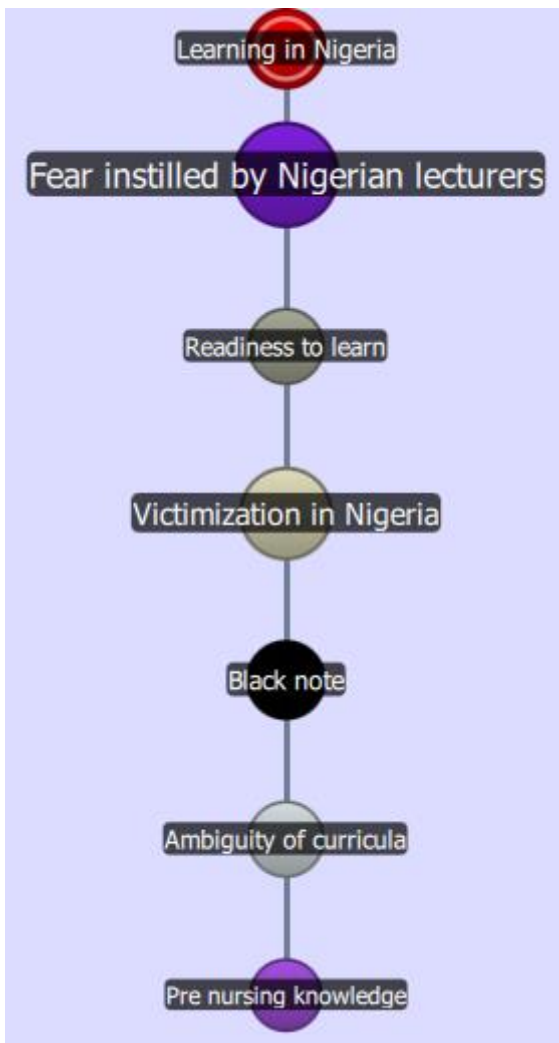 Learning in Nigeria
Fear instilled by Nigerian lecturers
Readiness to learn
Victimization in Nigeria
Black note
Ambiguity of curricula
Pre nursing knowledge